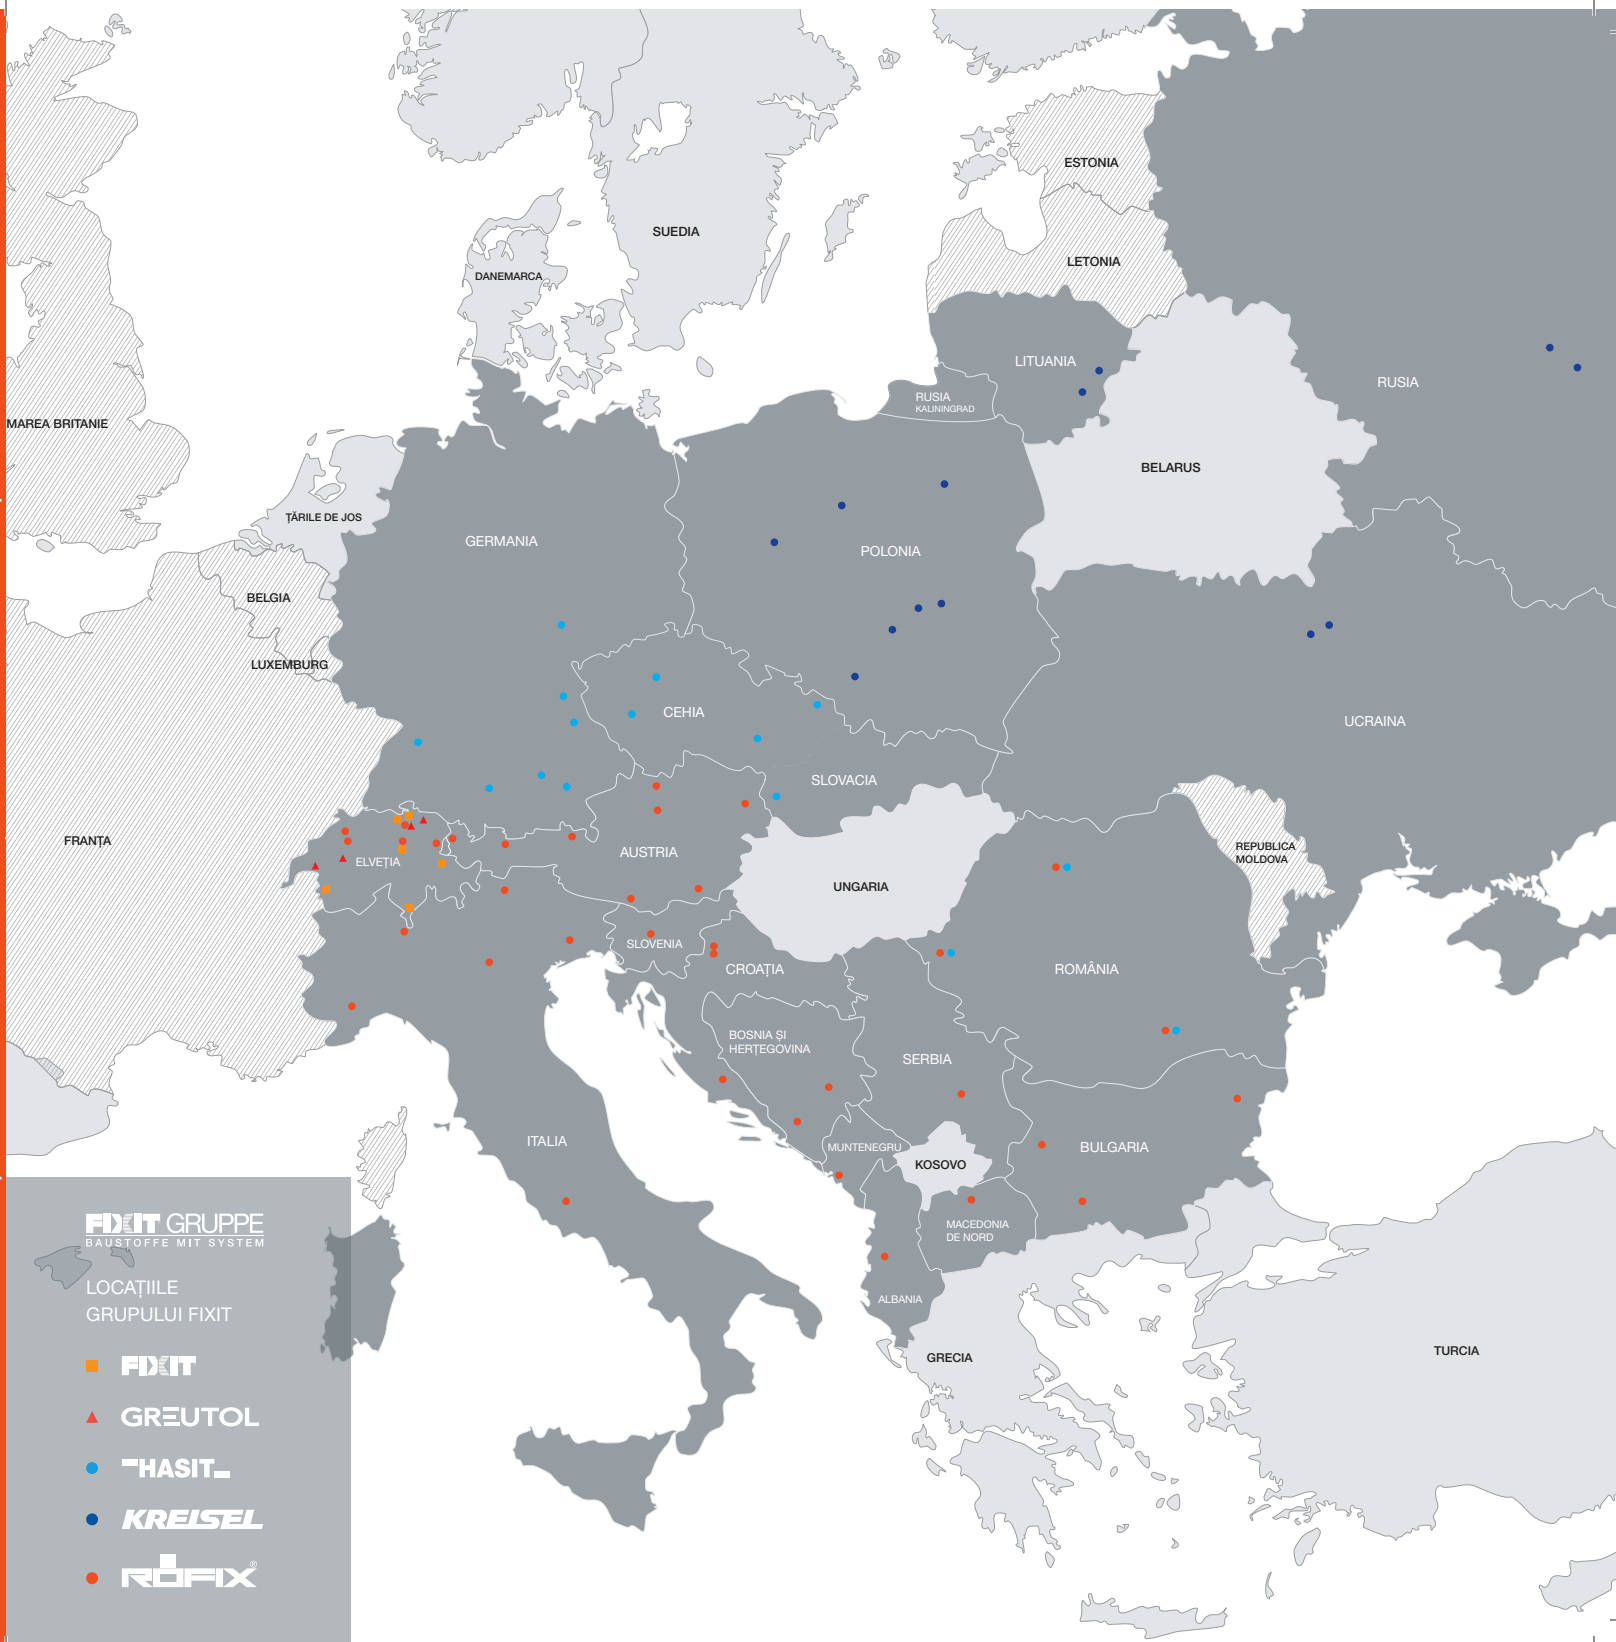 ESTONIA
SUEDIA
LETONIA
DANEMARCA
LITUANIA
RUSIA
RUSIA
KALININGRAD
MAREA BRITANIE
BELARUS
ȚĂRILE DE JOS
GERMANIA
POLONIA
BELGIA
LUXEMBURG
CEHIA
UCRAINA
SLOVACIA
FRANȚA
REPUBLICA
MOLDOVA
AUSTRIA
ELVEȚIA
UNGARIA
SLOVENIA
CROAȚIA
ROMÂNIA
BOSNIA ȘI
HERȚEGOVINA
SERBIA
ITALIA
MUNTENEGRU
BULGARIA
KOSOVO
MACEDONIA
DE NORD
ALBANIA
GRECIA
TURCIA
FIXIT GRUPPE
BAUSTOFFE MIT SYSTEM
LOCAȚIILE
GRUPULUI FIXIT
FIXIT
GREUTOL
HASIT
KREISEL
RÖFIX®